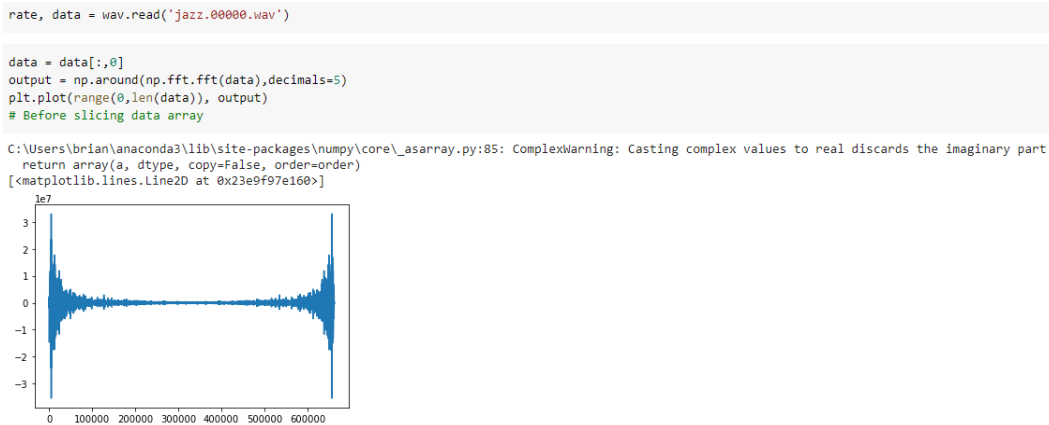 rate, data = wav.read('jazz.00000.wav')
data = data[:,0]
output = np.around(np.fft.fft(data),decimals=5)
plt.plot(range(0,len(data)), output)
# Before slicing data array
C:\Users\brian\anaconda3\lib\site-packages\numpy\core\_asarray.py:85: ComplexWarning: Casting complex values to real discards the imaginary part
  return array(a, dtype, copy=False, order=order)
[<matplotlib.lines.Line2D at 0x23e9f97e160>]
1e7
3
2
1
0
−1
−2
−3
0 100000 200000 300000 400000 500000 600000